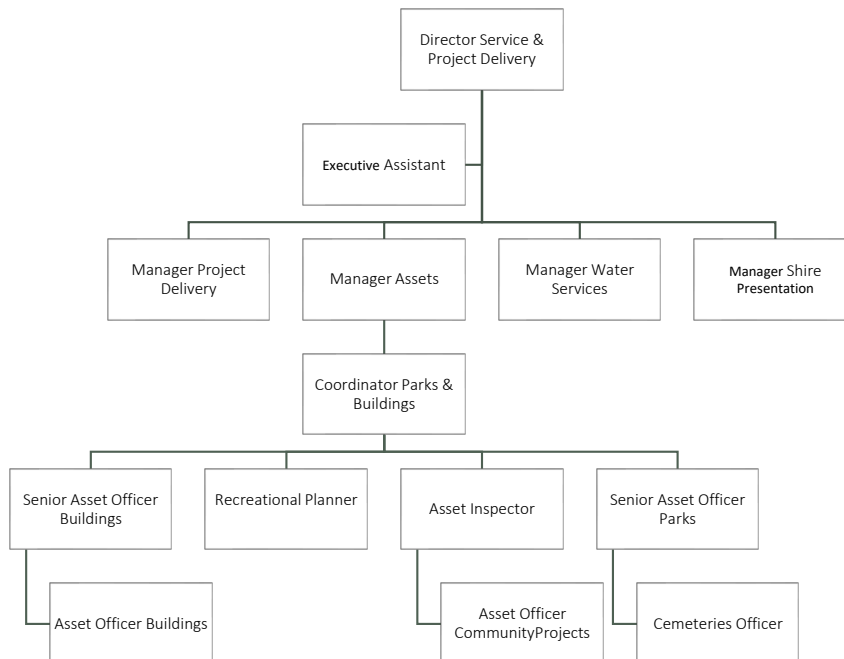 Director Service &
Project Delivery
Executive Assistant
Manager Project
Delivery
Manager Assets
Manager Water
Services
Manager Shire
Presentation
Coordinator Parks &
Buildings
Senior Asset Officer
Buildings
Recreational Planner
Asset Inspector
Senior Asset Officer
Parks
Asset Officer Buildings
Asset Officer
CommunityProjects
Cemeteries Officer